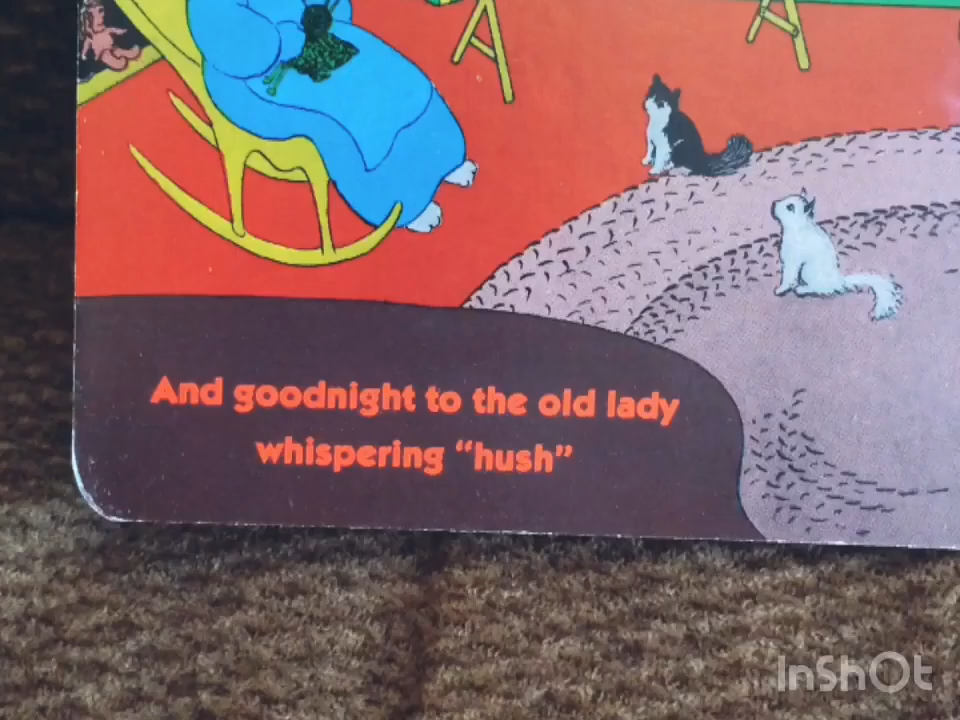 And goodnight to the old lady
whispering “hush”
InShOt